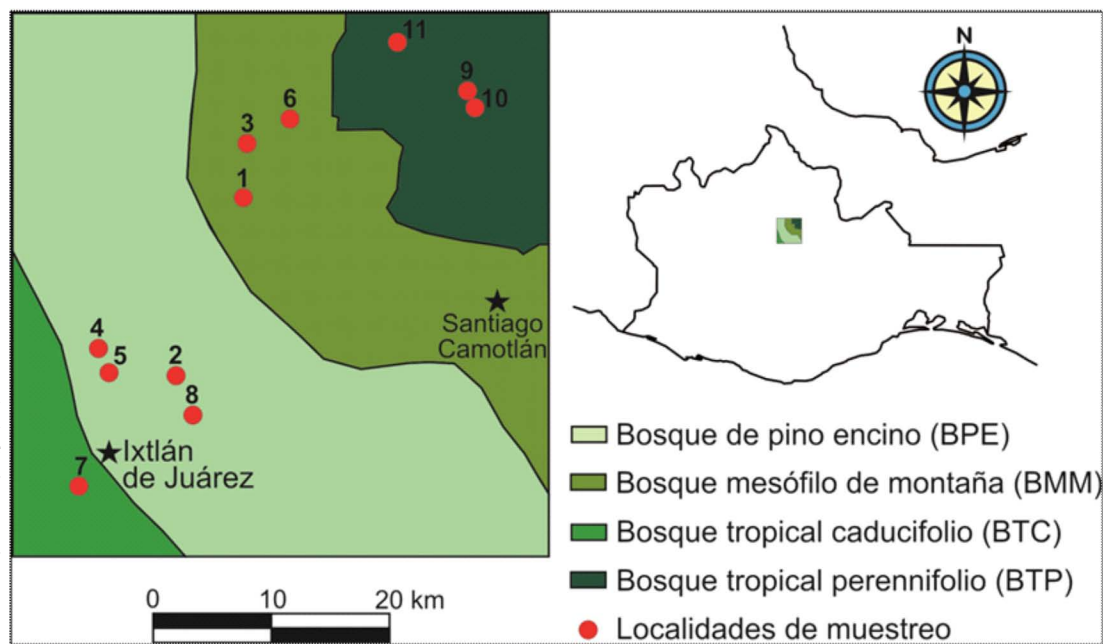 11
9
10
6
3
1
Santiago
Camotlán
4
5
2
8
Ixtlán
de Juárez
7
0
10
20 km
N
Bosque de pino encino (BPE)
Bosque mesófilo de montaña (BMM)
Bosque tropical caducifolio (BTC)
Bosque tropical perennifolio (BTP)
Localidades de muestreo